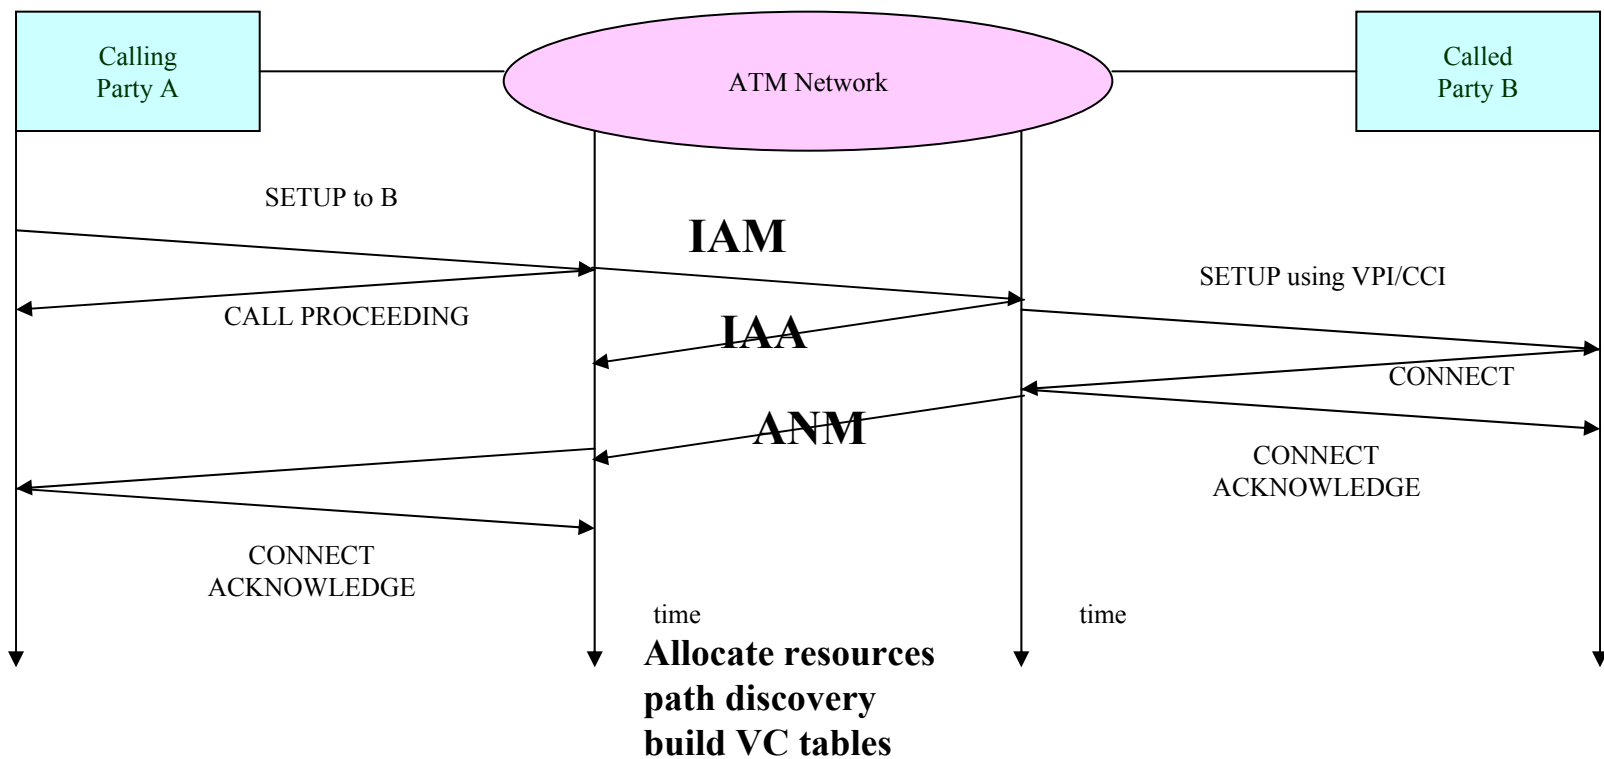 Calling
Party A
ATM Network
Called
Party B
SETUP to B
IAM
SETUP using VPI/CCI
CALL PROCEEDING
IAA
CONNECT
ANM
CONNECT
ACKNOWLEDGE
CONNECT
ACKNOWLEDGE
time
time
Allocate resources
path discovery
build VC tables